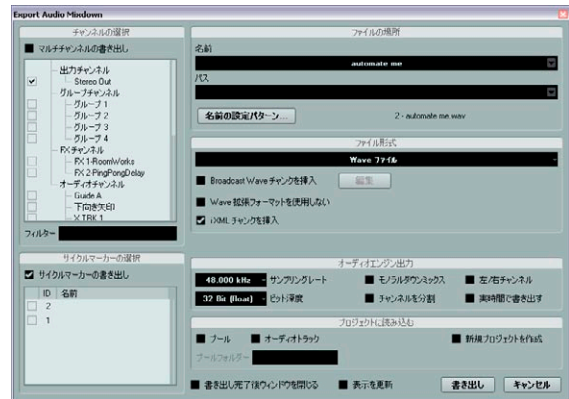 Export Audio Mixdown
チャンネルの選択
マルチチャンネルの書き出し
出力チャンネル
Stereo Out
グループチャンネル
グループ 1
グループ 2
グループ 3
グループ 4
FX チャンネル
FX 1-RoomWorks
FX 2-PingPongDelay
オーディオチャンネル
Guide A
下向き矢印
X TRK 1
フィルター
サイクルマーカーの選択
サイクルマーカーの書き出し
ID 名前
2
1
ファイルの場所
名前
automate me
パス
名前の設定パターン...
2 - automate me.wav
ファイル形式
Wave ファイル
Broadcast Wave チャンクを挿入
編集
Wave 拡張フォーマットを使用しない
iXML チャンクを挿入
オーディオエンジン出力
48.000 kHz サンプリングレート
モノラルダウンミックス
左/右チャンネル
32 Bit (float) ビット深度
チャンネルを分割
実時間で書き出す
プロジェクトに読み込む
プール
オーディオトラック
新規プロジェクトを作成
プールフォルダー
書き出し完了後ウィンドウを閉じる
表示を更新
書き出し
キャンセル